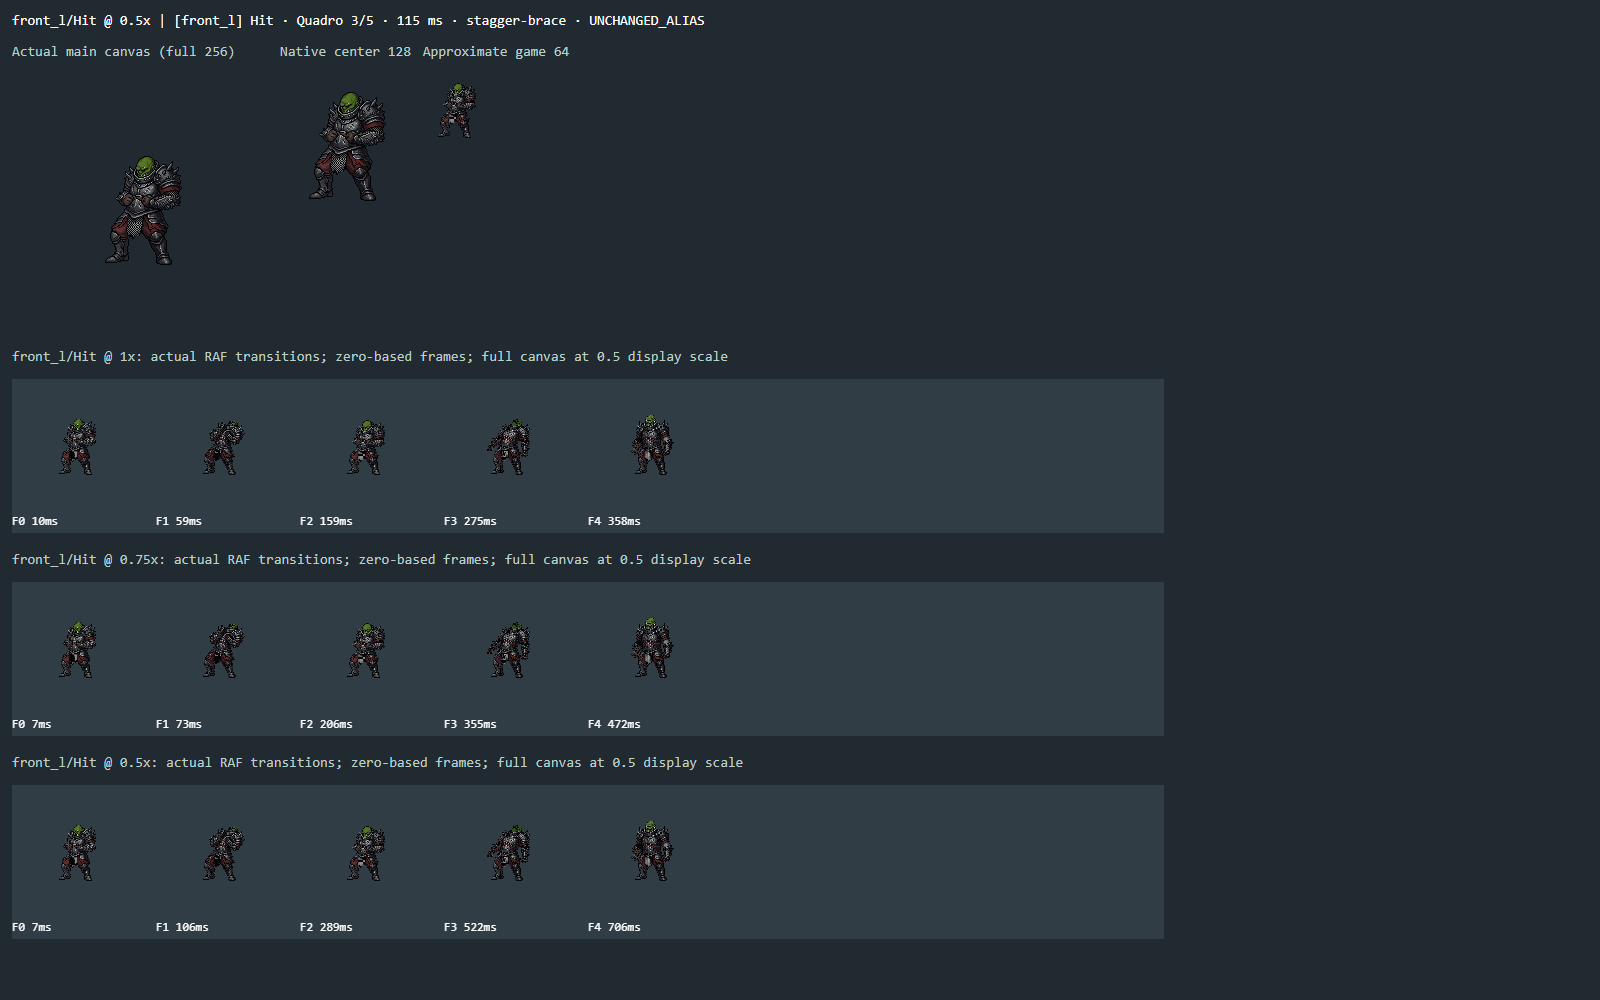 front_l/Hit @ 0.5x | [front_l] Hit · Quadro 3/5 · 115 ms · stagger-brace · UNCHANGED_ALIAS
Actual main canvas (full 256) Native center 128 Approximate game 64
front_l/Hit @ 1x: actual RAF transitions; zero-based frames; full canvas at 0.5 display scale
F0 10ms F1 59ms F2 159ms F3 275ms F4 358ms
front_l/Hit @ 0.75x: actual RAF transitions; zero-based frames; full canvas at 0.5 display scale
F0 7ms F1 73ms F2 206ms F3 355ms F4 472ms
front_l/Hit @ 0.5x: actual RAF transitions; zero-based frames; full canvas at 0.5 display scale
F0 7ms F1 106ms F2 289ms F3 522ms F4 706ms